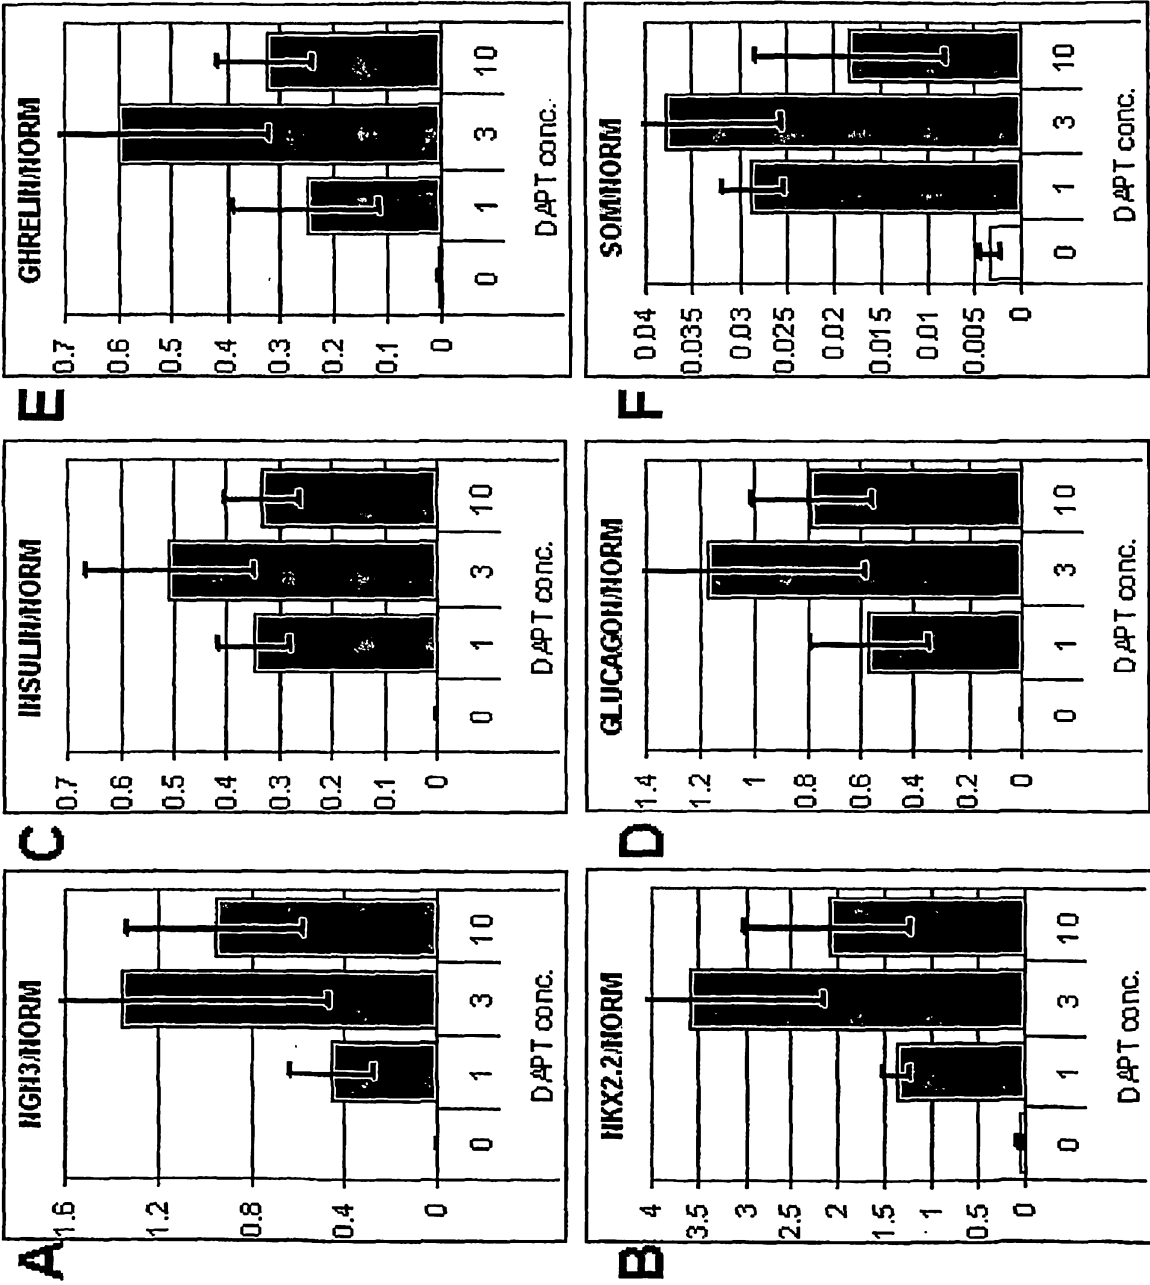 A
NGN3/NORM
1.6
1.2
0.8
0.4
0
0 1 3 10
DAPT conc.
C
INSULIN/NORM
0.7
0.6
0.5
0.4
0.3
0.2
0.1
0
0 1 3 10
DAPT conc.
E
GHRELIN/NORM
0.7
0.6
0.5
0.4
0.3
0.2
0.1
0
0 1 3 10
DAPT conc.
B
NKX2.2/NORM
4
3.5
3
2.5
2
1.5
1
0.5
0
0 1 3 10
DAPT conc.
D
GLUCAGON/NORM
1.4
1.2
1
0.8
0.6
0.4
0.2
0
0 1 3 10
DAPT conc.
F
SOM/NORM
0.04
0.035
0.03
0.025
0.02
0.015
0.01
0.005
0
0 1 3 10
DAPT conc.